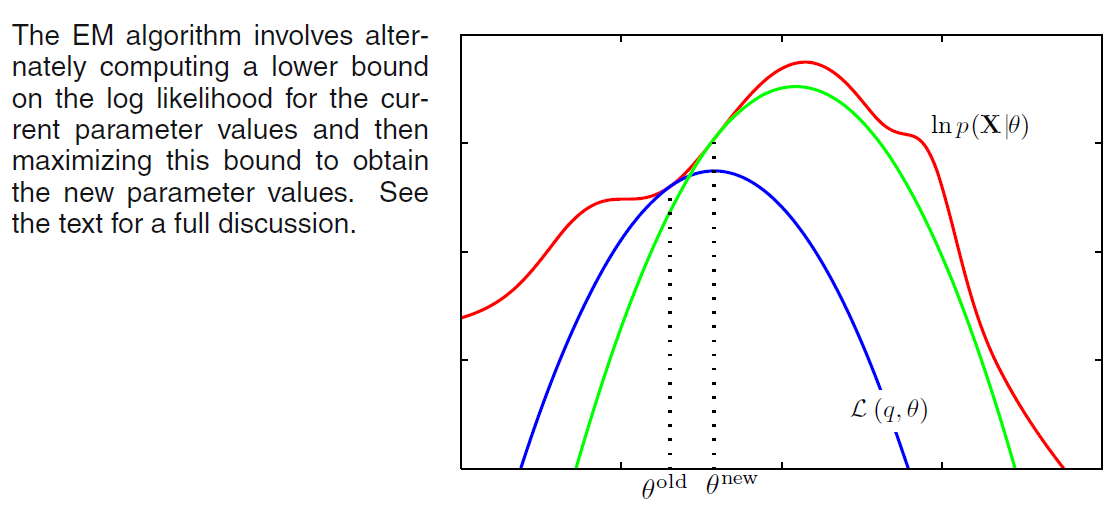 The EM algorithm involves alter-
nately computing a lower bound
on the log likelihood for the cur-
rent parameter values and then
maximizing this bound to obtain
the new parameter values. See
the text for a full discussion.
ln p(X|θ)
ℒ (q, θ)
θ^old θ^new